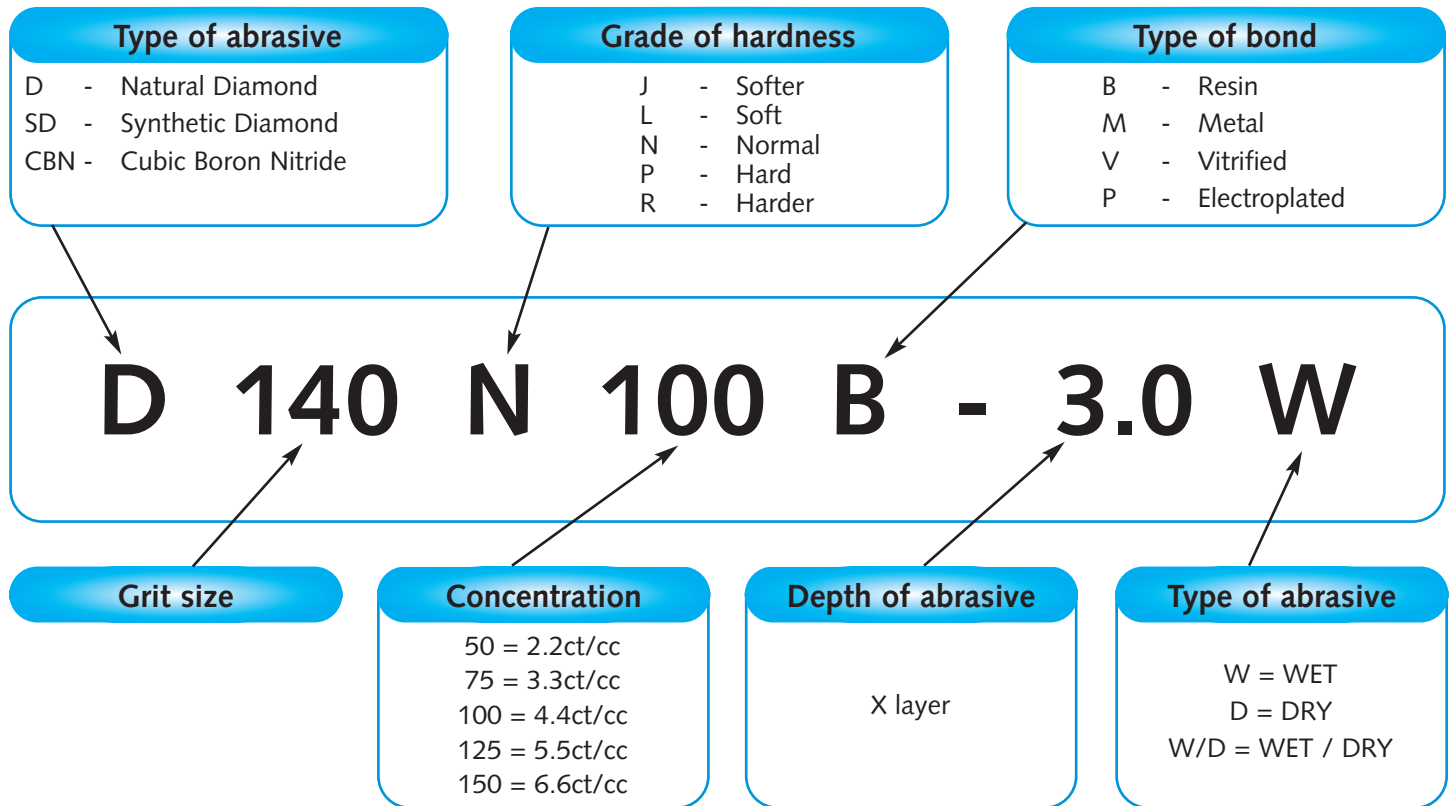 Type of abrasive
D - Natural Diamond
SD - Synthetic Diamond
CBN - Cubic Boron Nitride
Grade of hardness
J - Softer
L - Soft
N - Normal
P - Hard
R - Harder
Type of bond
B - Resin
M - Metal
V - Vitrified
P - Electroplated
D 140 N 100 B - 3.0 W
Grit size
Concentration
50 = 2.2ct/cc
75 = 3.3ct/cc
100 = 4.4ct/cc
125 = 5.5ct/cc
150 = 6.6ct/cc
Depth of abrasive
X layer
Type of abrasive
W = WET
D = DRY
W/D = WET / DRY